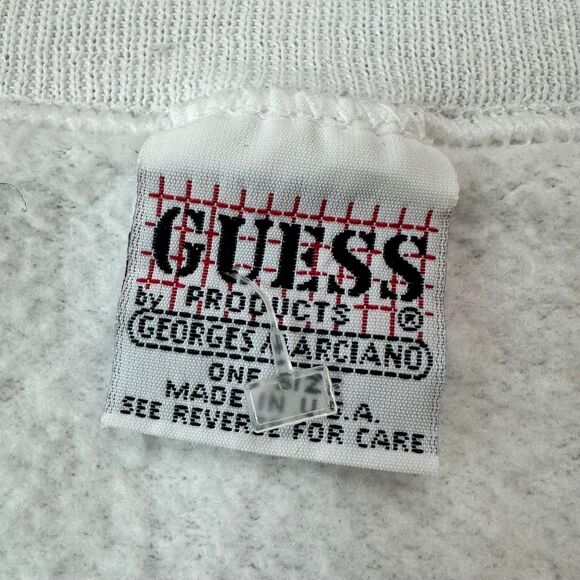 GUESS
by PRODUCTS ®
GEORGES MARCIANO
ONE SIZE
MADE IN U.S.A.
SEE REVERSE FOR CARE